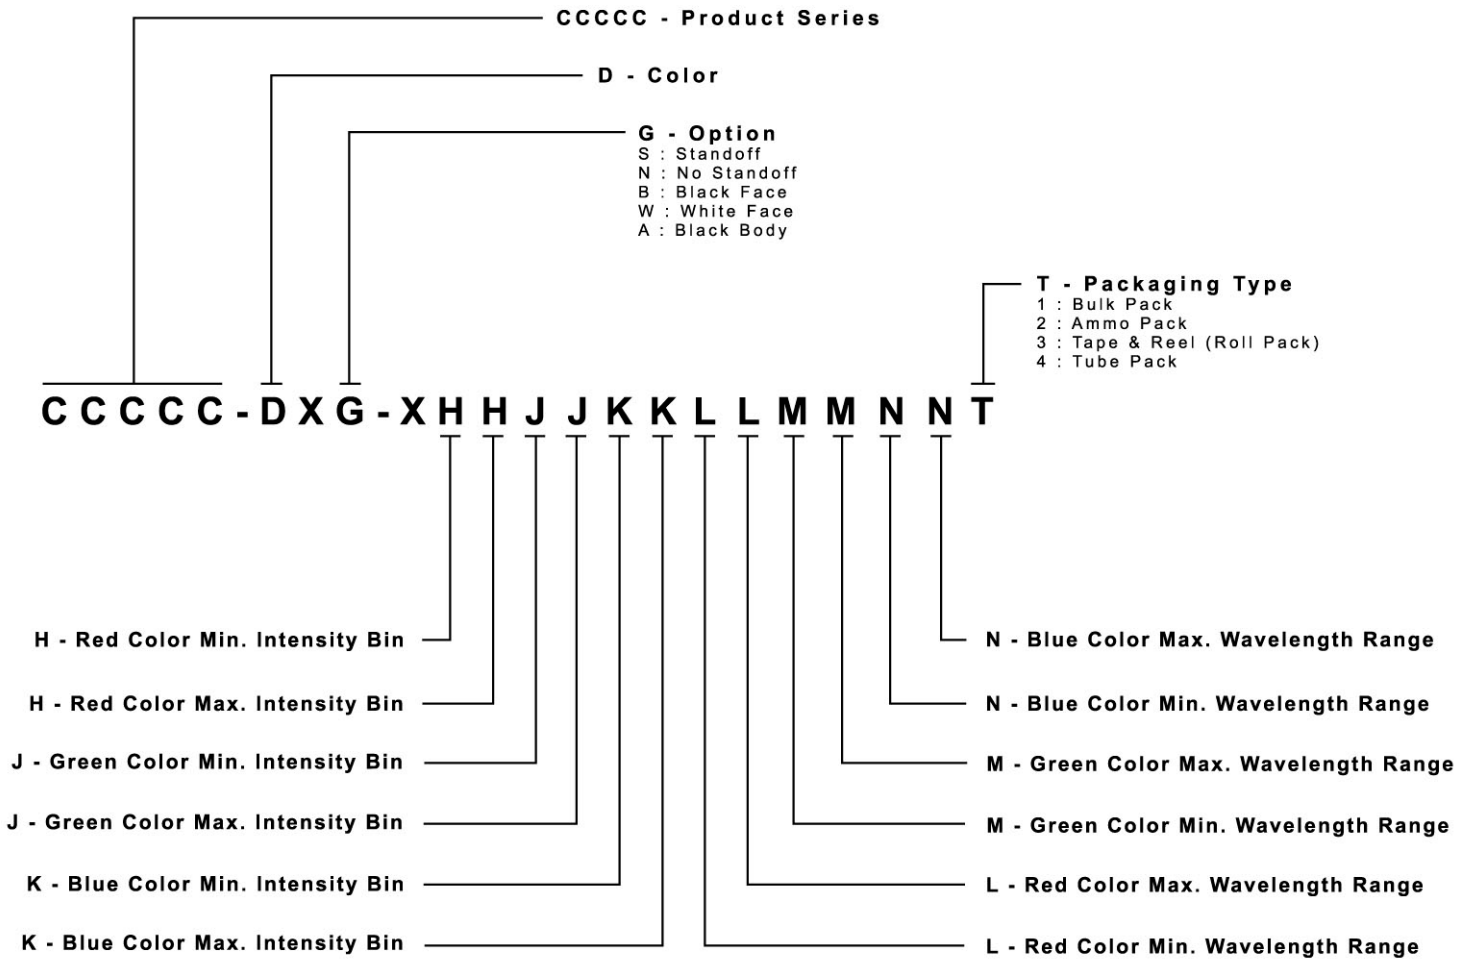 CCCCC - Product Series
D - Color
G - Option
S : Standoff
N : No Standoff
B : Black Face
W : White Face
A : Black Body
T - Packaging Type
1 : Bulk Pack
2 : Ammo Pack
3 : Tape & Reel (Roll Pack)
4 : Tube Pack
CCCCC-DXG-XHHJJKKLLMMNNT
H - Red Color Min. Intensity Bin
N - Blue Color Max. Wavelength Range
H - Red Color Max. Intensity Bin
N - Blue Color Min. Wavelength Range
J - Green Color Min. Intensity Bin
M - Green Color Max. Wavelength Range
J - Green Color Max. Intensity Bin
M - Green Color Min. Wavelength Range
K - Blue Color Min. Intensity Bin
L - Red Color Max. Wavelength Range
K - Blue Color Max. Intensity Bin
L - Red Color Min. Wavelength Range